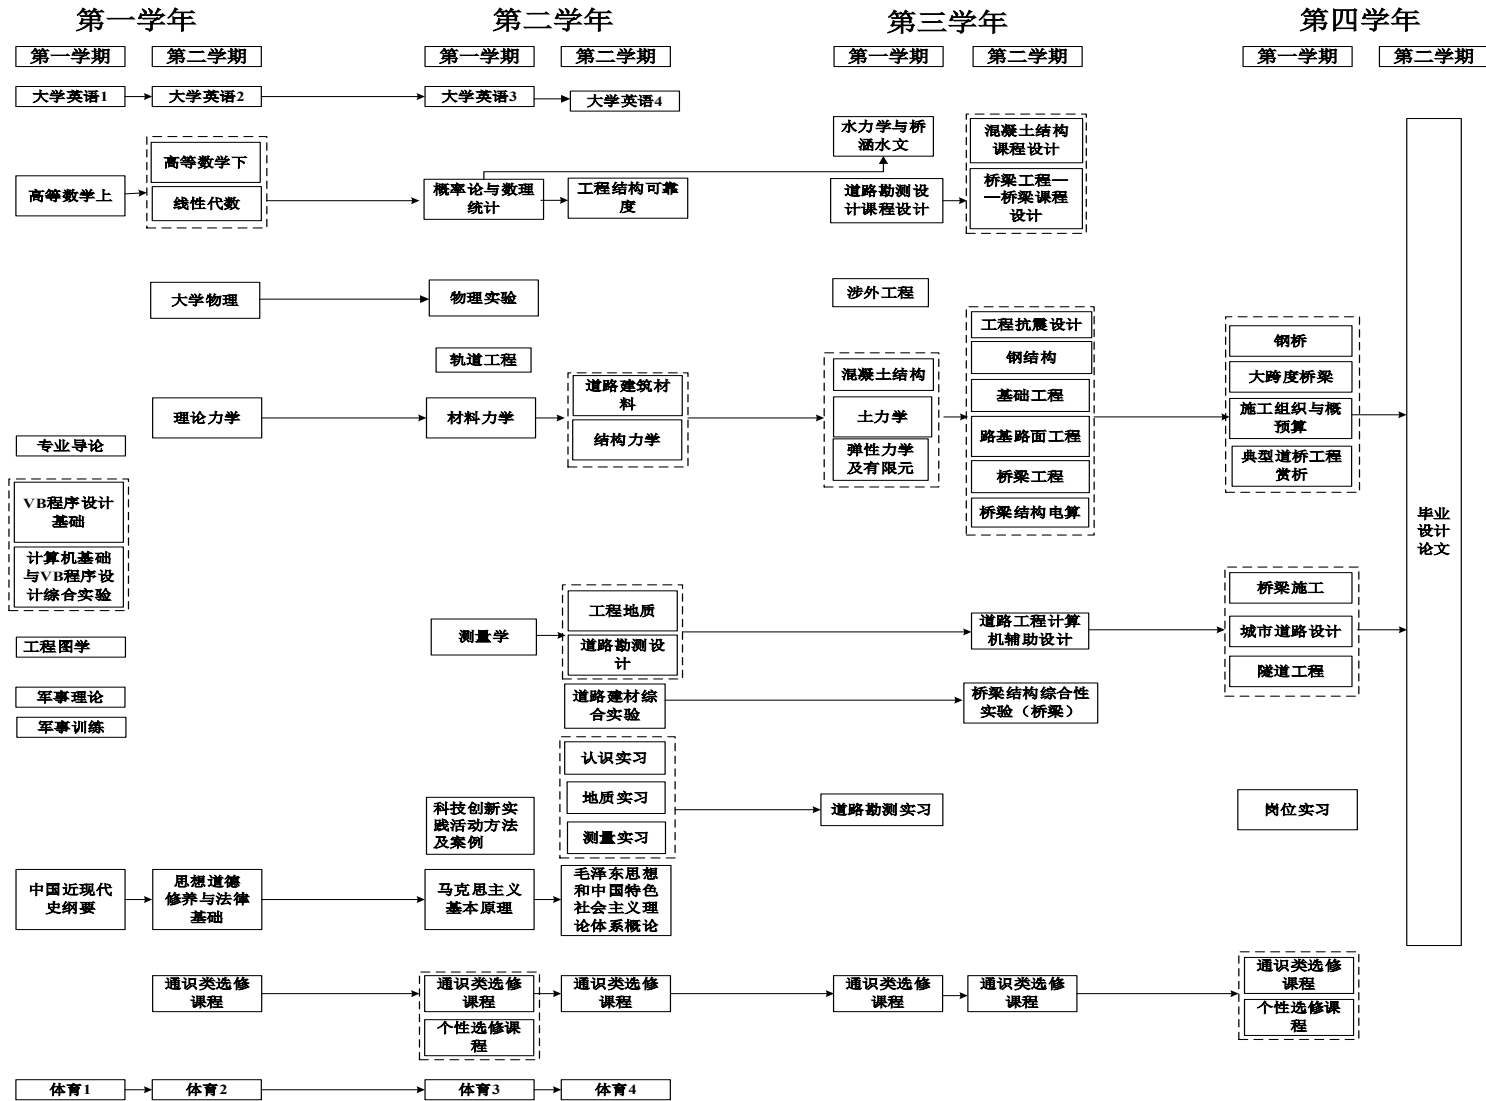 第一学年
第二学年
第三学年
第四学年
第一学期
第二学期
第一学期
第二学期
第一学期
第二学期
第一学期
第二学期
大学英语1
大学英语2
大学英语3
大学英语4
水力学与桥
涵水文
混凝土结构
课程设计
高等数学上
高等数学下
线性代数
概率论与数理
统计
工程结构可靠
度
道路勘测设
计课程设计
桥梁工程—
—桥梁课程
设计
大学物理
物理实验
涉外工程
轨道工程
理论力学
材料力学
道路建筑材
料
结构力学
混凝土结构
土力学
弹性力学
及有限元
工程抗震设计
钢结构
基础工程
路基路面工程
桥梁工程
桥梁结构电算
钢桥
大跨度桥梁
施工组织与概
预算
典型道桥工程
赏析
毕业
设计
论文
专业导论
VB程序设计
基础
计算机基础
与VB程序设
计综合实验
工程图学
军事理论
军事训练
测量学
工程地质
道路勘测设
计
道路工程计算
机辅助设计
桥梁施工
城市道路设计
隧道工程
道路建材综
合实验
桥梁结构综合性
实验（桥梁）
科技创新实
践活动方法
及案例
认识实习
地质实习
测量实习
道路勘测实习
岗位实习
中国近现代
史纲要
思想道德
修养与法律
基础
马克思主义
基本原理
毛泽东思想
和中国特色
社会主义理
论体系概论
通识类选修
课程
通识类选修
课程
个性选修课
程
通识类选修
课程
通识类选修
课程
通识类选修
课程
通识类选修
课程
个性选修课
程
体育1
体育2
体育3
体育4